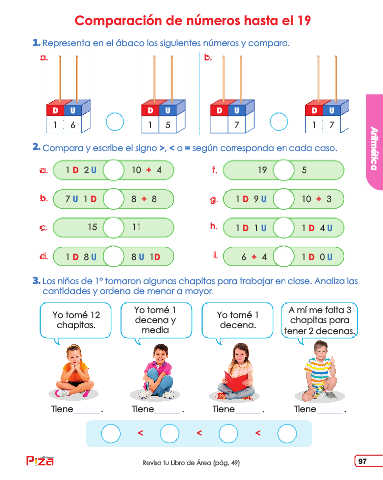 Comparación de números hasta el 19
1. Representa en el ábaco los siguientes números y compara.
a. b.
D U D U D U D U
1 6 1 5 7 1 7
2. Compara y escribe el signo >, < o = según corresponda en cada caso.
a. 1 D 2 U 10 + 4 f. 19 5
b. 7 U 1 D 8 + 8 g. 1 D 9 U 10 + 3
c. 15 11 h. 1 D 1 U 1 D 4 U
d. 1 D 8 U 8 U 1D i. 6 + 4 1 D 0 U
3. Los niños de 1° tomaron algunas chapitas para trabajar en clase. Analiza las
cantidades y ordena de menor a mayor.
Yo tomé 12
chapitas.
Yo tomé 1
decena y
media
Yo tomé 1
decena.
A mí me falta 3
chapitas para
tener 2 decenas.
Tiene ______. Tiene ______. Tiene ______. Tiene ______.
< < <
Aritmética
Piza
Revisa tu Libro de Área (pág. 49)
97